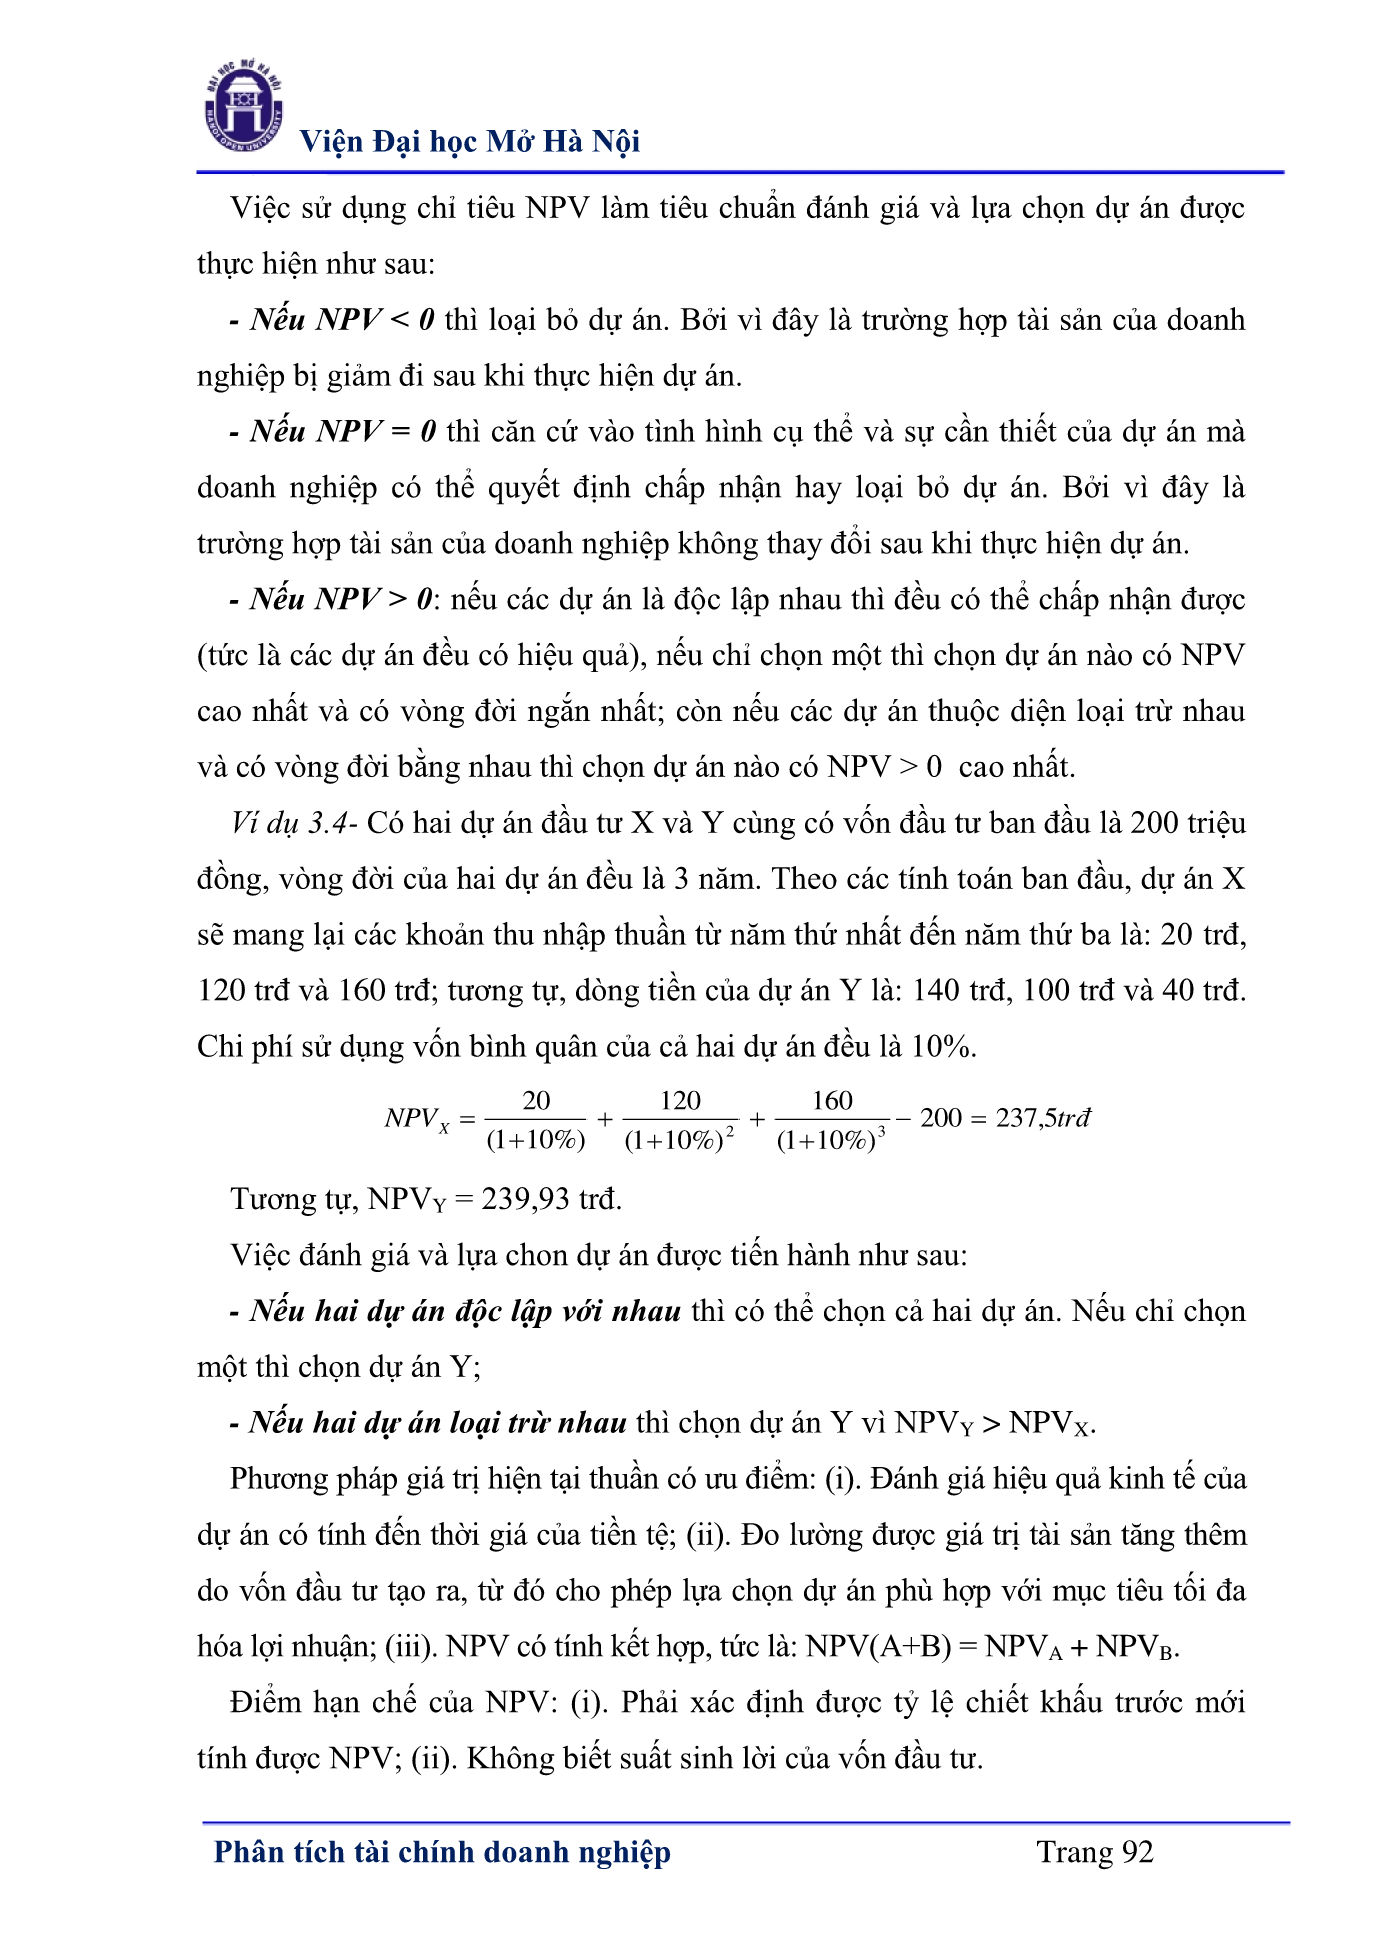 ĐẠI HỌC MỞ HÀ NỘI
HANOI OPEN UNIVERSITY
Viện Đại học Mở Hà Nội
Việc sử dụng chỉ tiêu NPV làm tiêu chuẩn đánh giá và lựa chọn dự án được
thực hiện như sau:
- Nếu NPV < 0 thì loại bỏ dự án. Bởi vì đây là trường hợp tài sản của doanh
nghiệp bị giảm đi sau khi thực hiện dự án.
- Nếu NPV = 0 thì căn cứ vào tình hình cụ thể và sự cần thiết của dự án mà
doanh nghiệp có thể quyết định chấp nhận hay loại bỏ dự án. Bởi vì đây là
trường hợp tài sản của doanh nghiệp không thay đổi sau khi thực hiện dự án.
- Nếu NPV > 0: nếu các dự án là độc lập nhau thì đều có thể chấp nhận được
(tức là các dự án đều có hiệu quả), nếu chỉ chọn một thì chọn dự án nào có NPV
cao nhất và có vòng đời ngắn nhất; còn nếu các dự án thuộc diện loại trừ nhau
và có vòng đời bằng nhau thì chọn dự án nào có NPV > 0 cao nhất.
Ví dụ 3.4- Có hai dự án đầu tư X và Y cùng có vốn đầu tư ban đầu là 200 triệu
đồng, vòng đời của hai dự án đều là 3 năm. Theo các tính toán ban đầu, dự án X
sẽ mang lại các khoản thu nhập thuần từ năm thứ nhất đến năm thứ ba là: 20 trđ,
120 trđ và 160 trđ; tương tự, dòng tiền của dự án Y là: 140 trđ, 100 trđ và 40 trđ.
Chi phí sử dụng vốn bình quân của cả hai dự án đều là 10%.
NPV_X = 20/(1+10%) + 120/(1+10%)² + 160/(1+10%)³ − 200 = 237,5trđ
Tương tự, NPV_Y = 239,93 trđ.
Việc đánh giá và lựa chon dự án được tiến hành như sau:
- Nếu hai dự án độc lập với nhau thì có thể chọn cả hai dự án. Nếu chỉ chọn
một thì chọn dự án Y;
- Nếu hai dự án loại trừ nhau thì chọn dự án Y vì NPV_Y > NPV_X.
Phương pháp giá trị hiện tại thuần có ưu điểm: (i). Đánh giá hiệu quả kinh tế của
dự án có tính đến thời giá của tiền tệ; (ii). Đo lường được giá trị tài sản tăng thêm
do vốn đầu tư tạo ra, từ đó cho phép lựa chọn dự án phù hợp với mục tiêu tối đa
hóa lợi nhuận; (iii). NPV có tính kết hợp, tức là: NPV(A+B) = NPV_A + NPV_B.
Điểm hạn chế của NPV: (i). Phải xác định được tỷ lệ chiết khấu trước mới
tính được NPV; (ii). Không biết suất sinh lời của vốn đầu tư.
Phân tích tài chính doanh nghiệp Trang 92